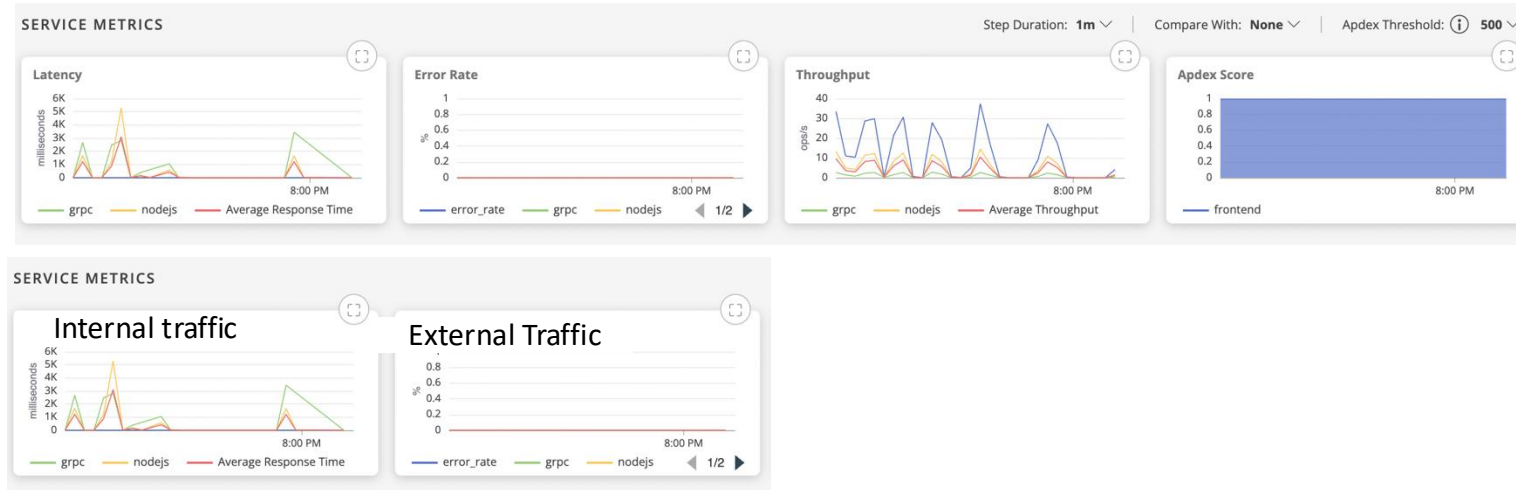 SERVICE METRICS
Step Duration: 1m
Compare With: None
Apdex Threshold: i 500
Latency
6K
5K
4K
3K
2K
1K
0
milliseconds
8:00 PM
grpc nodejs Average Response Time
Error Rate
1
0.8
0.6
0.4
0.2
0
%
8:00 PM
error_rate grpc nodejs 1/2
Throughput
40
30
20
10
0
ops/s
8:00 PM
grpc nodejs Average Throughput
Apdex Score
1
0.8
0.6
0.4
0.2
0
8:00 PM
frontend
SERVICE METRICS
Internal traffic
6K
5K
4K
3K
2K
1K
0
milliseconds
8:00 PM
grpc nodejs Average Response Time
External Traffic
0.8
0.6
0.4
0.2
0
%
8:00 PM
error_rate grpc nodejs 1/2